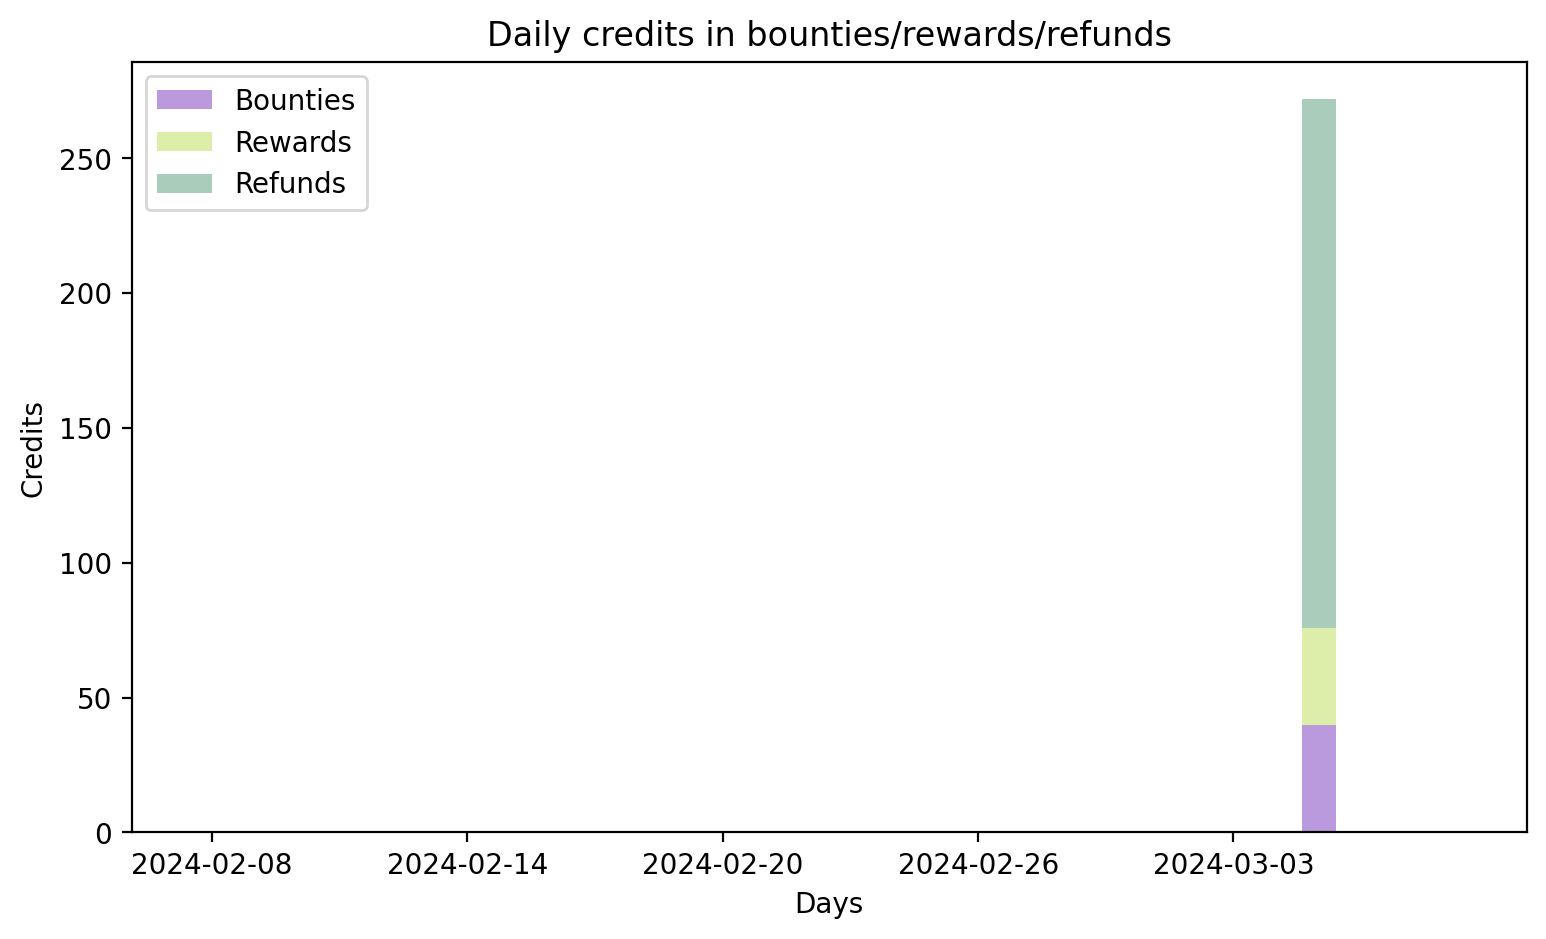 Daily credits in bounties/rewards/refunds
Bounties
Rewards
Refunds
250
200
150
100
50
0
Credits
2024-02-08 2024-02-14 2024-02-20 2024-02-26 2024-03-03
Days